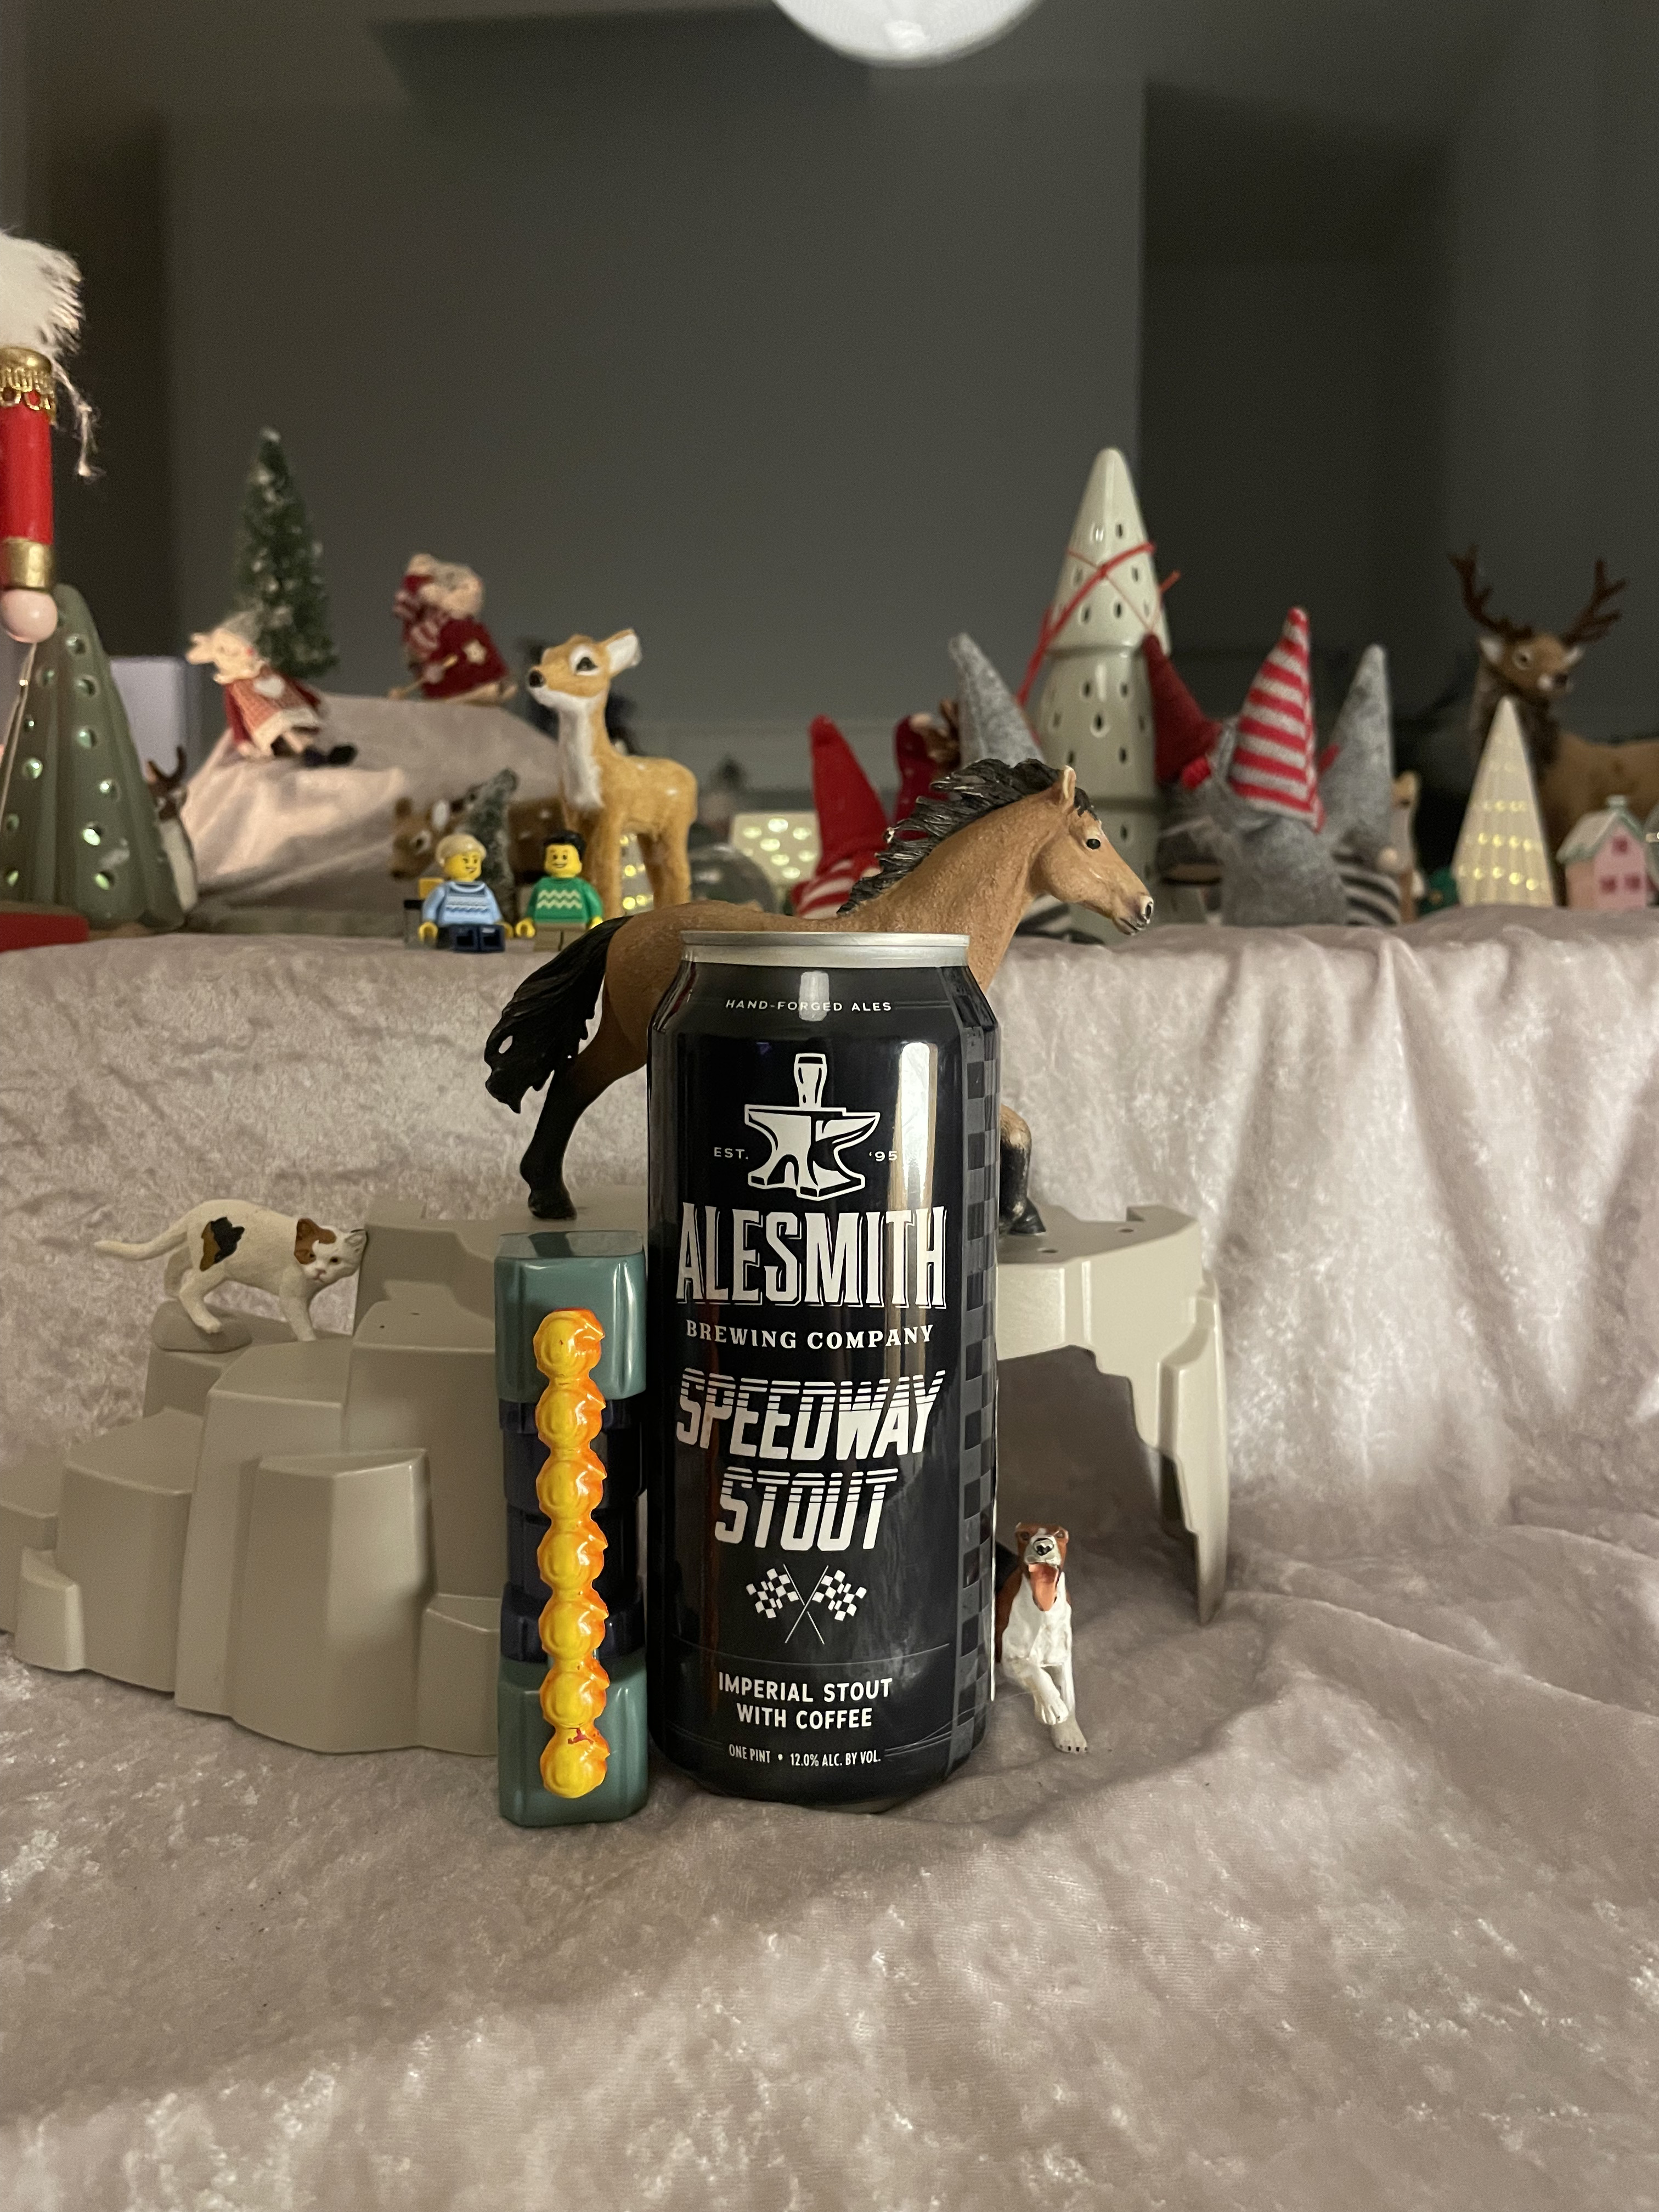 HAND-FORGED ALES
EST. '95
ALESMITH
BREWING COMPANY
SPEEDWAY
STOUT
IMPERIAL STOUT
WITH COFFEE
ONE PINT • 12.0% ALC. BY VOL.